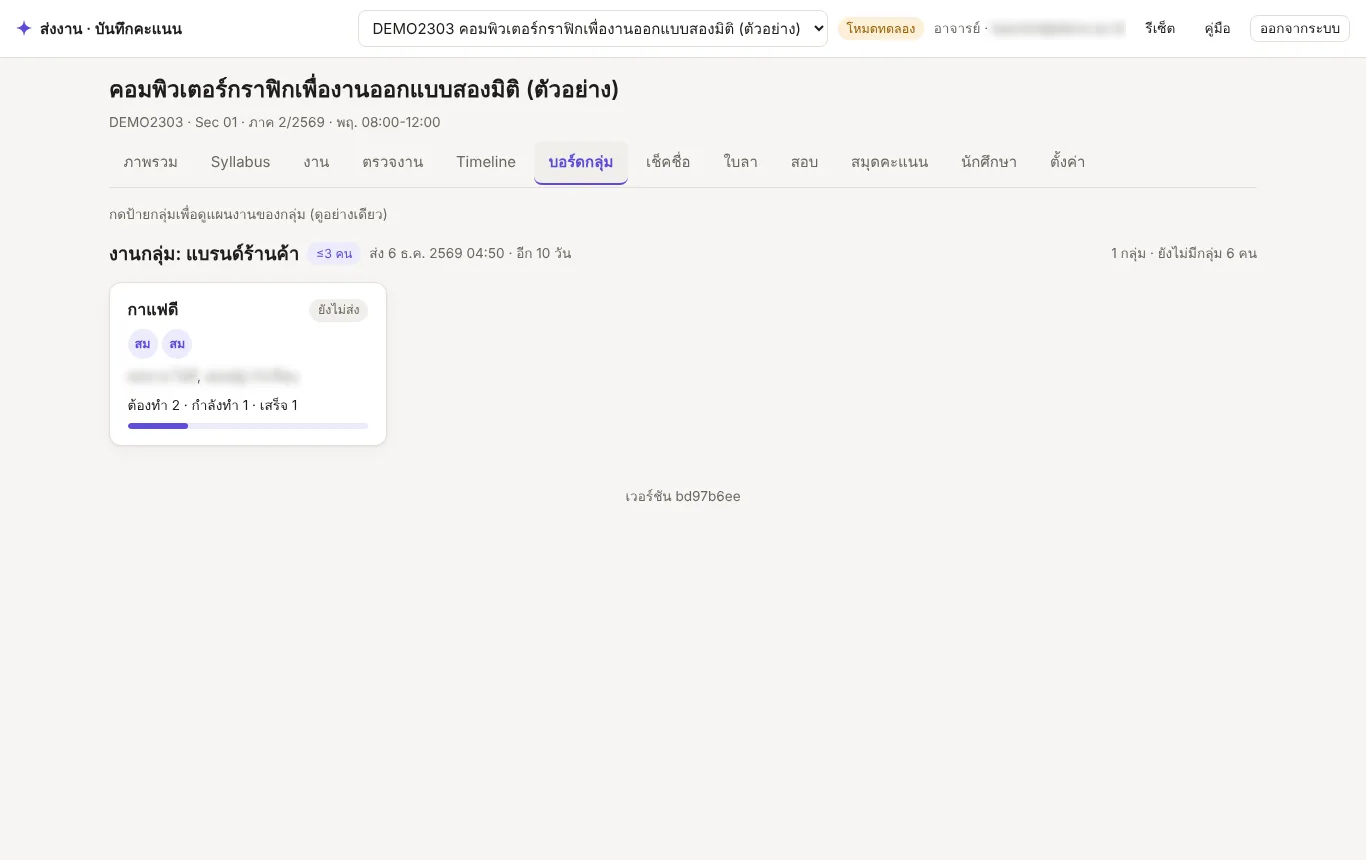 ส่งงาน · บันทึกคะแนน
DEMO2303 คอมพิวเตอร์กราฟิกเพื่องานออกแบบสองมิติ (ตัวอย่าง)
โหมดทดลอง
อาจารย์ ·
รีเซ็ต
คู่มือ
ออกจากระบบ
คอมพิวเตอร์กราฟิกเพื่องานออกแบบสองมิติ (ตัวอย่าง)
DEMO2303 · Sec 01 · ภาค 2/2569 · พฤ. 08:00-12:00
ภาพรวม Syllabus งาน ตรวจงาน Timeline บอร์ดกลุ่ม เช็คชื่อ ใบลา สอบ สมุดคะแนน นักศึกษา ตั้งค่า
กดป้ายกลุ่มเพื่อดูแผนงานของกลุ่ม (ดูอย่างเดียว)
งานกลุ่ม: แบรนด์ร้านค้า ≤3 คน ส่ง 6 ธ.ค. 2569 04:50 · อีก 10 วัน 1 กลุ่ม · ยังไม่มีกลุ่ม 6 คน
กาแฟดี ยังไม่ส่ง
สม สม
ต้องทำ 2 · กำลังทำ 1 · เสร็จ 1
เวอร์ชัน bd97b6ee